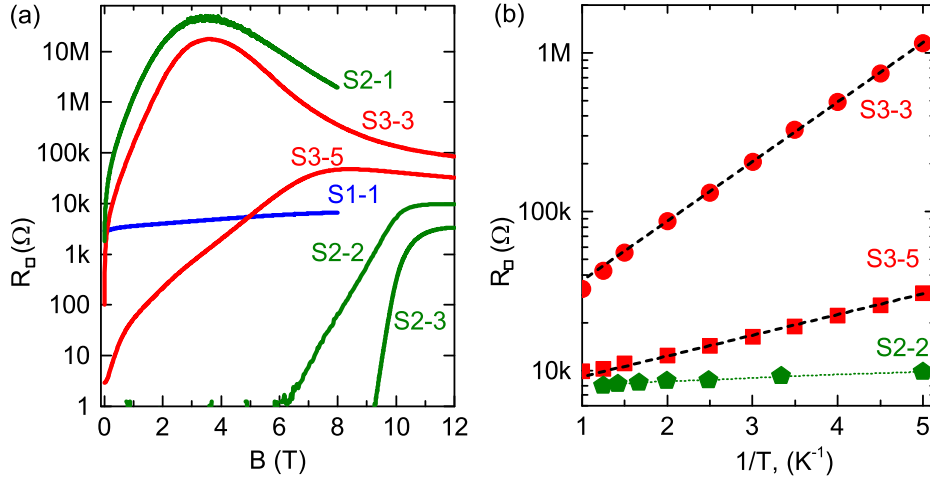 (a)
10M
1M
100k
10k
1k
100
10
1
R□(Ω)
0
2
4
6
8
10
12
B (T)
S2-1
S3-3
S3-5
S1-1
S2-2
S2-3
(b)
1M
100k
10k
R□(Ω)
1
2
3
4
5
1/T, (K⁻¹)
S3-3
S3-5
S2-2